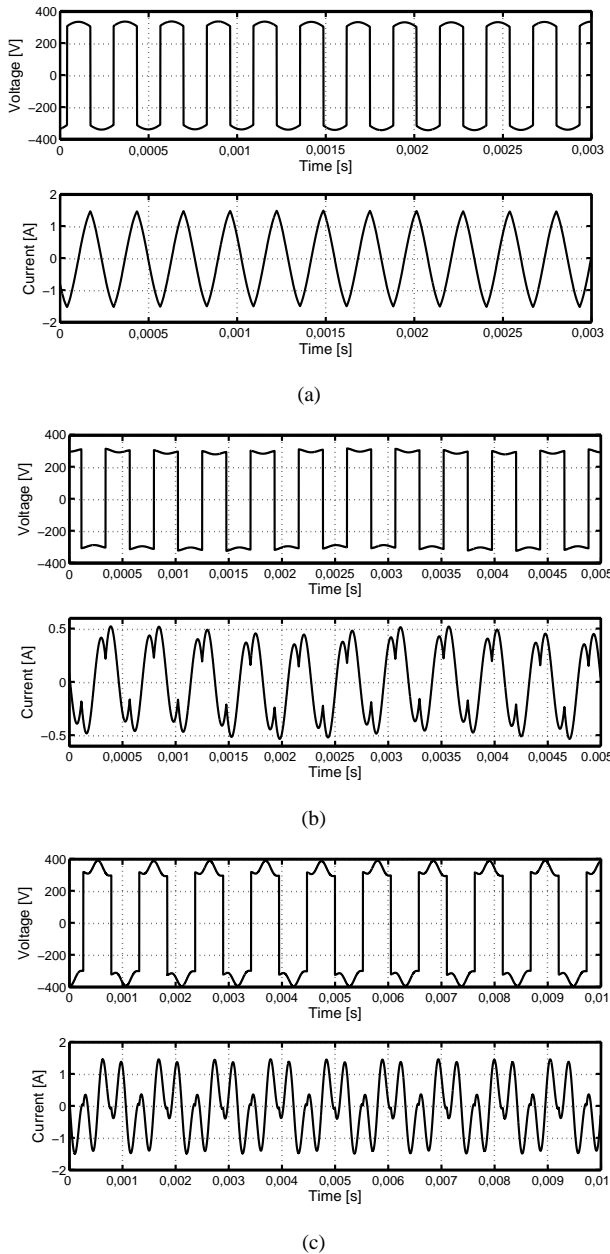 400
200
0
−200
−400
Voltage [V]
0 0,0005 0,001 0,0015 0,002 0,0025 0,003
Time [s]
2
1
0
−1
−2
Current [A]
0 0,0005 0,001 0,0015 0,002 0,0025 0,003
Time [s]
(a)
400
200
0
−200
−400
Voltage [V]
0 0,0005 0,001 0,0015 0,002 0,0025 0,003 0,0035 0,004 0,0045 0,005
Time [s]
0.5
0
−0.5
Current [A]
0 0,0005 0,001 0,0015 0,002 0,0025 0,003 0,0035 0,004 0,0045 0,005
Time [s]
(b)
400
200
0
−200
−400
Voltage [V]
0 0,001 0,002 0,003 0,004 0,005 0,006 0,007 0,008 0,009 0,01
Time [s]
2
1
0
−1
−2
Current [A]
0 0,001 0,002 0,003 0,004 0,005 0,006 0,007 0,008 0,009 0,01
Time [s]
(c)